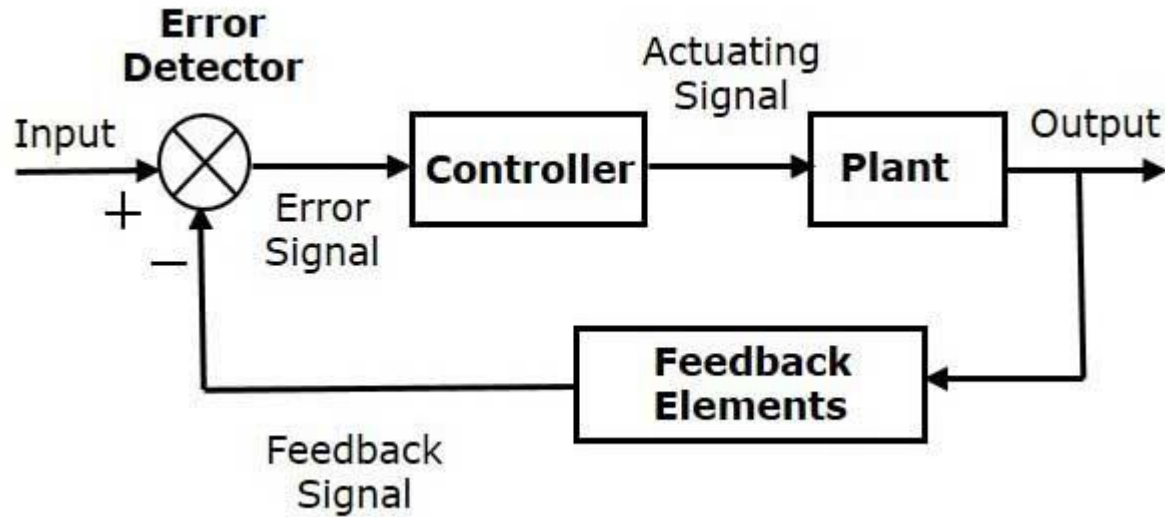 Error
Detector
Input
+
−
Error
Signal
Controller
Actuating
Signal
Plant
Output
Feedback
Elements
Feedback
Signal